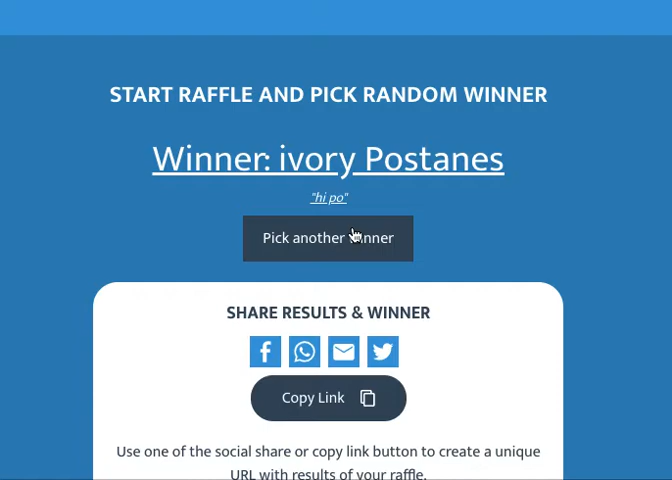 START RAFFLE AND PICK RANDOM WINNER
Winner: ivory Postanes
"hi po"
Pick another winner
SHARE RESULTS & WINNER
Copy Link
Use one of the social share or copy link button to create a unique
URL with results of your raffle.